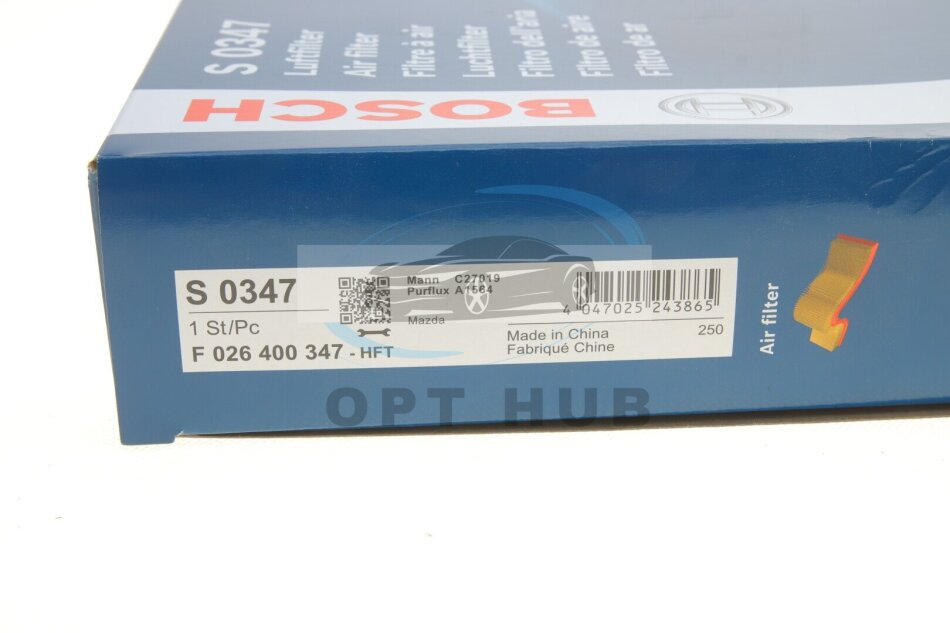 S 0347
Luftfilter
Air filter
Filtre à air
Luchtfilter
Filtro dell'aria
Filtro de aire
Filtro de ar
BOSCH
S 0347
1 St/Pc
F 026 400 347 - HFT
Mann C27019
Purflux A1564
Mazda
4 047025 243865
Made in China 250
Fabriqué Chine
Air filter
OPT HUB